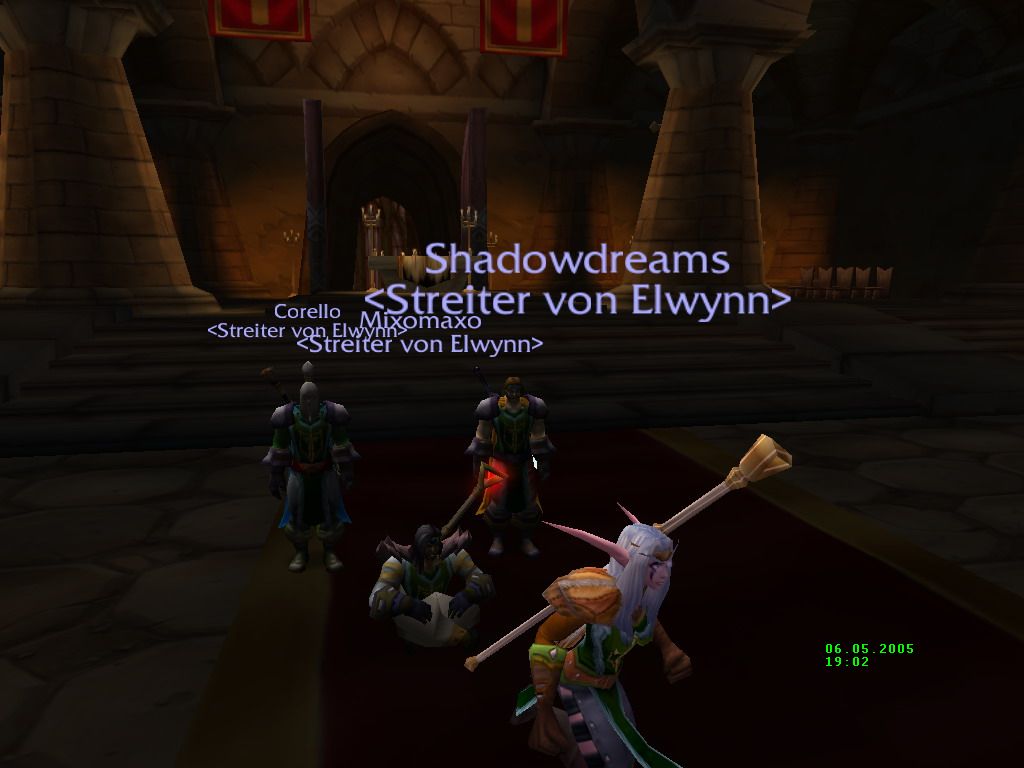 Shadowdreams
<Streiter von Elwynn>
Corello
<Streiter von Elwynn>
Mixomaxo
<Streiter von Elwynn>
06.05.2005
19:02